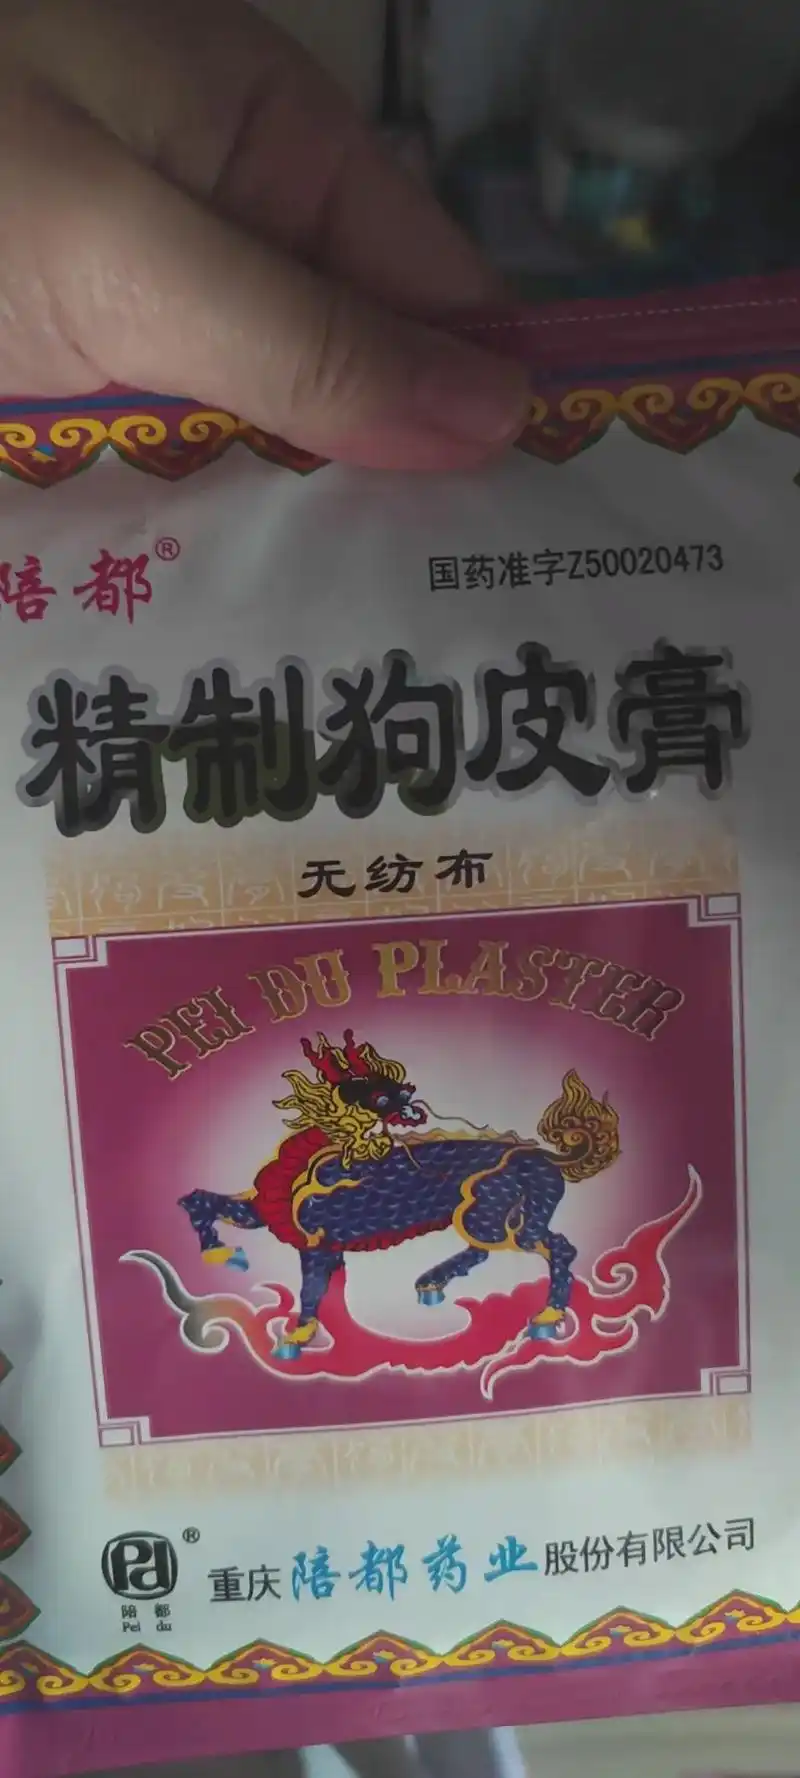 陪都®
国药准字Z50020473
精制狗皮膏
无纺布
PEI DU PLASTER
Pd®
陪 都
Pei du
重庆陪都药业股份有限公司